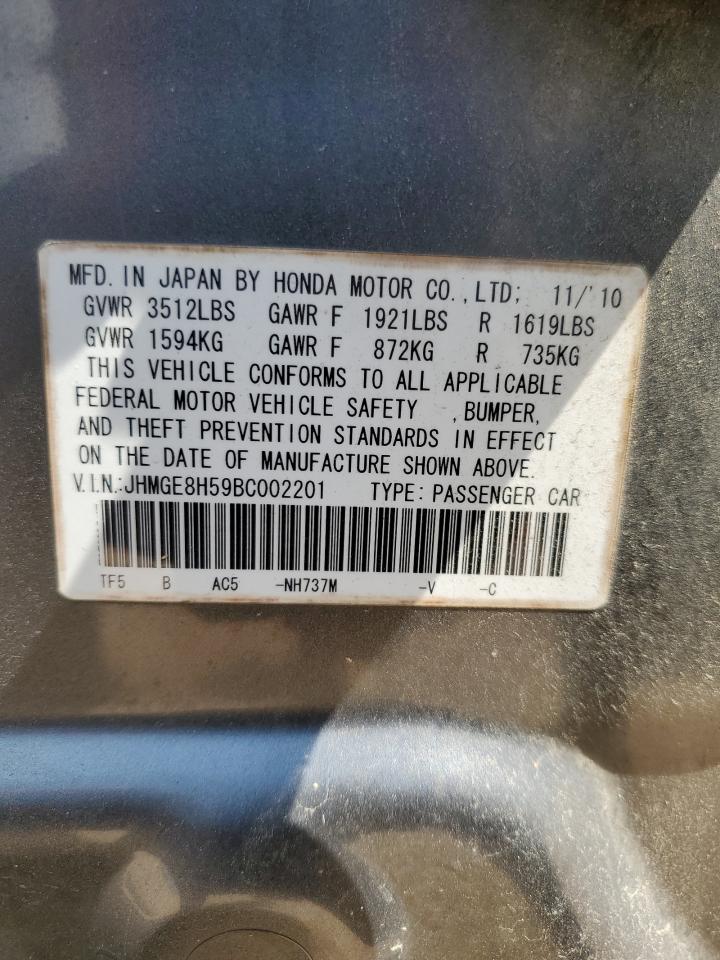 MFD. IN JAPAN BY HONDA MOTOR CO., LTD; 11/'10
GVWR 3512LBS GAWR F 1921LBS R 1619LBS
GVWR 1594KG GAWR F 872KG R 735KG
THIS VEHICLE CONFORMS TO ALL APPLICABLE
FEDERAL MOTOR VEHICLE SAFETY , BUMPER,
AND THEFT PREVENTION STANDARDS IN EFFECT
ON THE DATE OF MANUFACTURE SHOWN ABOVE.
V.I.N.:JHMGE8H59BC002201 TYPE: PASSENGER CAR
TF5 B AC5 -NH737M -V -C